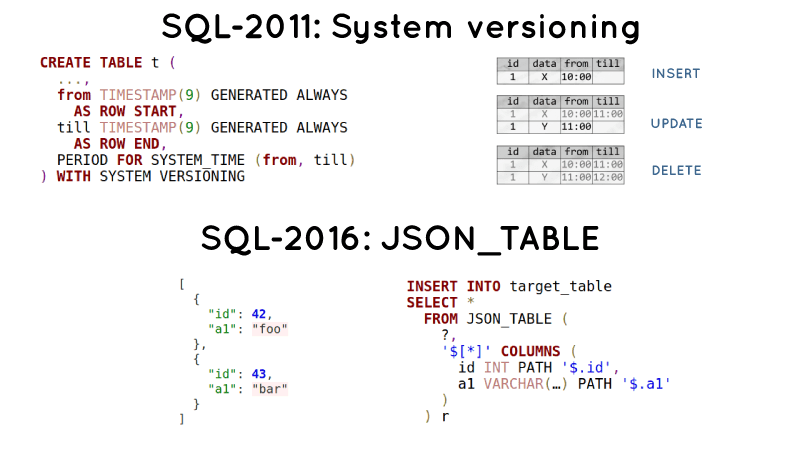 SQL-2011: System versioning
CREATE TABLE t (
...,
from TIMESTAMP(9) GENERATED ALWAYS
AS ROW START,
till TIMESTAMP(9) GENERATED ALWAYS
AS ROW END,
PERIOD FOR SYSTEM_TIME (from, till)
) WITH SYSTEM VERSIONING
id data from till
1 X 10:00
INSERT
id data from till
1 X 10:00 11:00
1 Y 11:00
UPDATE
id data from till
1 X 10:00 11:00
1 Y 11:00 12:00
DELETE
SQL-2016: JSON_TABLE
[
{
"id": 42,
"a1": "foo"
},
{
"id": 43,
"a1": "bar"
}
]
INSERT INTO target_table
SELECT *
FROM JSON_TABLE (
?,
'$[*]' COLUMNS (
id INT PATH '$.id',
a1 VARCHAR(…) PATH '$.a1'
)
) r